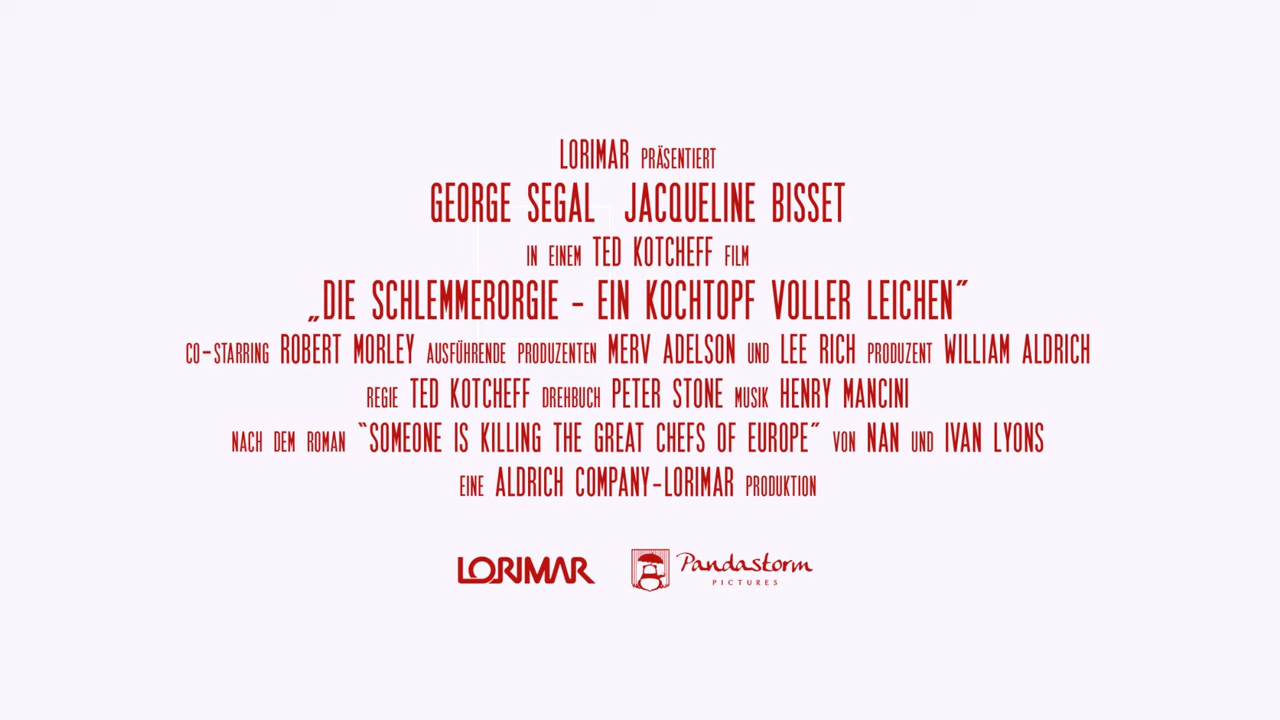 LORIMAR PRÄSENTIERT
GEORGE SEGAL JACQUELINE BISSET
IN EINEM TED KOTCHEFF FILM
„DIE SCHLEMMERORGIE – EIN KOCHTOPF VOLLER LEICHEN”
CO-STARRING ROBERT MORLEY AUSFÜHRENDE PRODUZENTEN MERV ADELSON UND LEE RICH PRODUZENT WILLIAM ALDRICH
REGIE TED KOTCHEFF DREHBUCH PETER STONE MUSIK HENRY MANCINI
NACH DEM ROMAN “SOMEONE IS KILLING THE GREAT CHEFS OF EUROPE” VON NAN UND IVAN LYONS
EINE ALDRICH COMPANY-LORIMAR PRODUKTION
LORIMAR Pandastorm
PICTURES